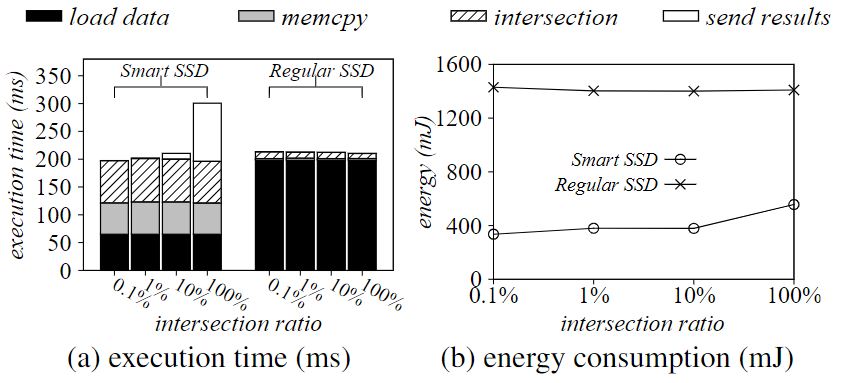 load data memcpy intersection send results
execution time (ms)
350
300
250
200
150
100
50
0
Smart SSD Regular SSD
0.1% 1% 10% 100% 0.1% 1% 10% 100%
intersection ratio
(a) execution time (ms)
energy (mJ)
1600
1200
800
400
0
Smart SSD
Regular SSD
0.1% 1% 10% 100%
intersection ratio
(b) energy consumption (mJ)